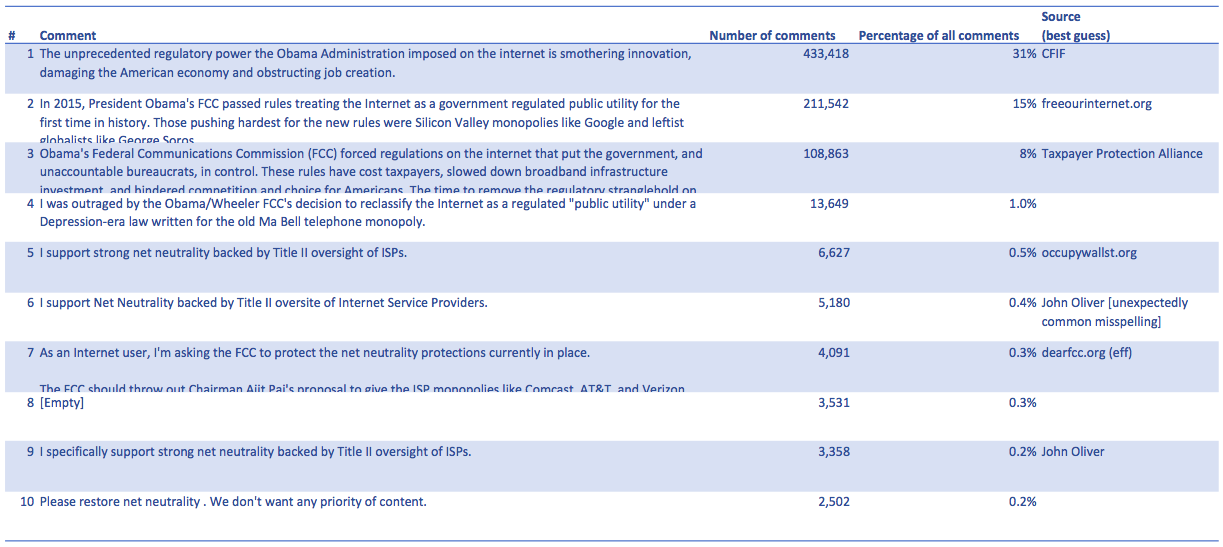 Source
# Comment Number of comments Percentage of all comments (best guess)
1 The unprecedented regulatory power the Obama Administration imposed on the internet is smothering innovation, 433,418 31% CFIF
damaging the American economy and obstructing job creation.
2 In 2015, President Obama's FCC passed rules treating the Internet as a government regulated public utility for the 211,542 15% freeourinternet.org
first time in history. Those pushing hardest for the new rules were Silicon Valley monopolies like Google and leftist
globalists like George Soros
3 Obama's Federal Communications Commission (FCC) forced regulations on the internet that put the government, and 108,863 8% Taxpayer Protection Alliance
unaccountable bureaucrats, in control. These rules have cost taxpayers, slowed down broadband infrastructure
investment, and hindered competition and choice for Americans. The time to remove the regulatory stranglehold on
4 I was outraged by the Obama/Wheeler FCC's decision to reclassify the Internet as a regulated "public utility" under a 13,649 1.0%
Depression-era law written for the old Ma Bell telephone monopoly.
5 I support strong net neutrality backed by Title II oversight of ISPs. 6,627 0.5% occupywallst.org
6 I support Net Neutrality backed by Title II oversite of Internet Service Providers. 5,180 0.4% John Oliver [unexpectedly
common misspelling]
7 As an Internet user, I'm asking the FCC to protect the net neutrality protections currently in place. 4,091 0.3% dearfcc.org (eff)
The FCC should throw out Chairman Ajit Pai's proposal to give the ISP monopolies like Comcast, AT&T, and Verizon
8 [Empty] 3,531 0.3%
9 I specifically support strong net neutrality backed by Title II oversight of ISPs. 3,358 0.2% John Oliver
10 Please restore net neutrality . We don't want any priority of content. 2,502 0.2%